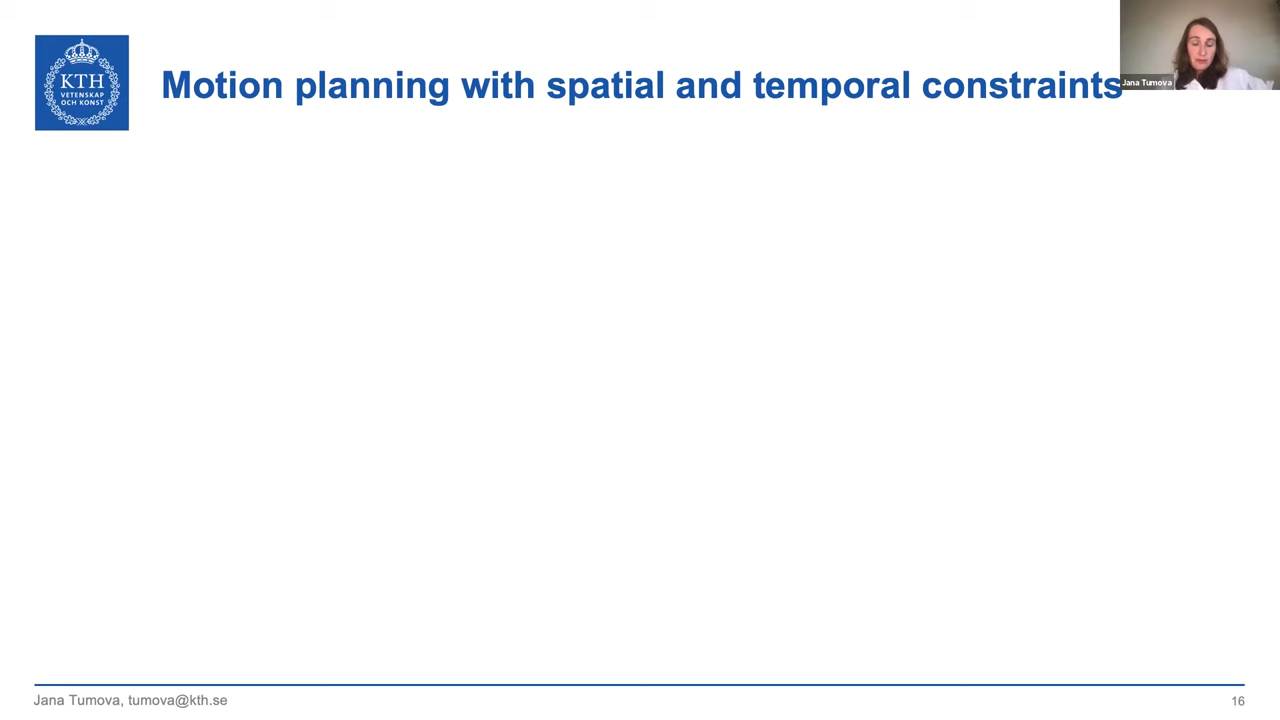 KTH
VETENSKAP
OCH KONST
Motion planning with spatial and temporal constraints
Jana Tumova
Jana Tumova, tumova@kth.se
16